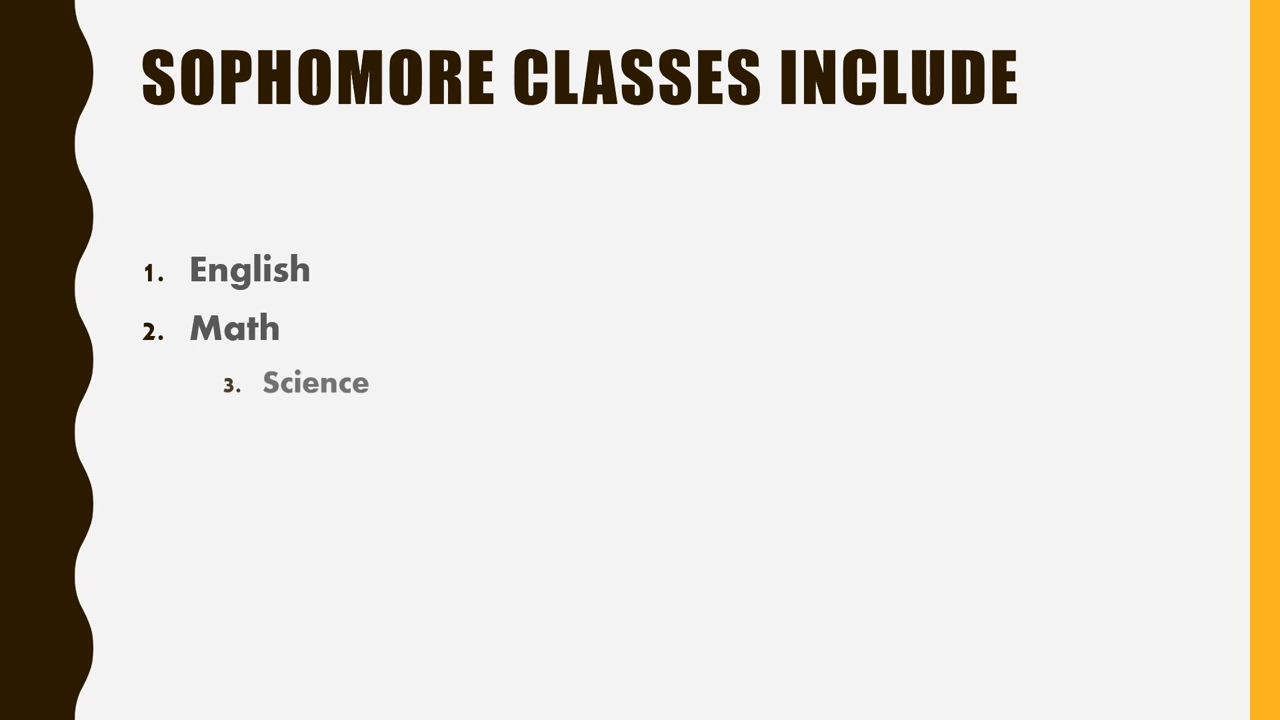 SOPHOMORE CLASSES INCLUDE
1. English
2. Math
3. Science